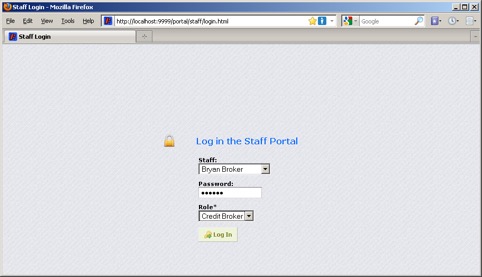 Staff Login - Mozilla Firefox
File Edit View Tools Help
http://localhost:9999/portal/staff/login.html
Google
Staff Login
Log in the Staff Portal
Staff:
Bryan Broker
Password:
••••••
Role*
Credit Broker
Log In